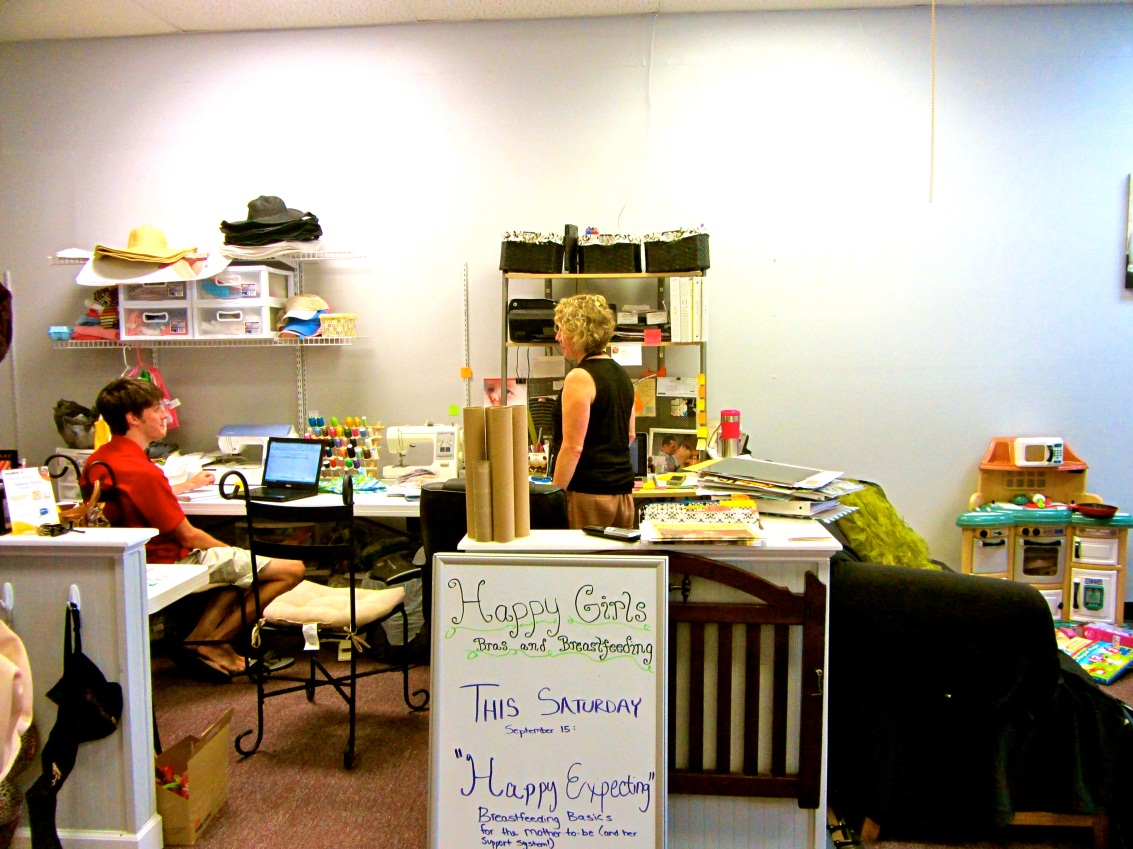 Happy Girls
Bras and Breastfeeding
THIS SATURDAY
September 15:
"Happy Expecting"
Breastfeeding Basics
for the mother-to-be (and her
support system!)